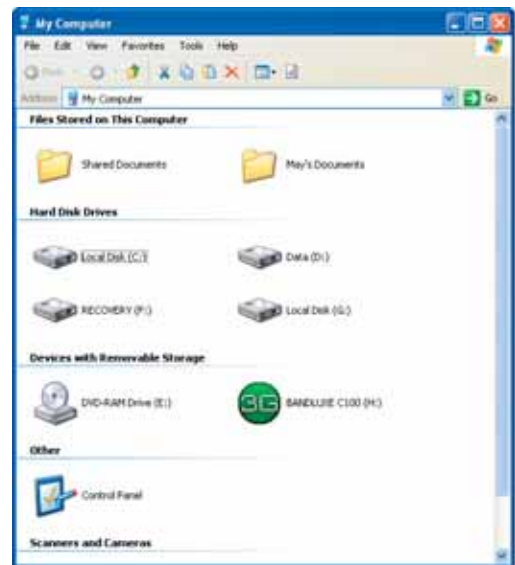 My Computer
File Edit View Favorites Tools Help
Address My Computer Go
Files Stored on This Computer
Shared Documents May's Documents
Hard Disk Drives
Local Disk (C:) Data (D:)
RECOVERY (F:) Local Disk (G:)
Devices with Removable Storage
DVD-RAM Drive (E:) 3G BANDLUXE C100 (H:)
Other
Control Panel
Scanners and Cameras